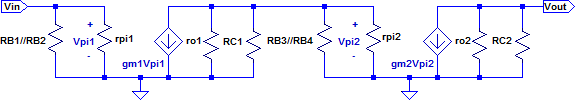 Vin
RB1//RB2
+
Vpi1
-
rpi1
gm1Vpi1
ro1
RC1
RB3//RB4
+
Vpi2
-
rpi2
gm2Vpi2
ro2
RC2
Vout